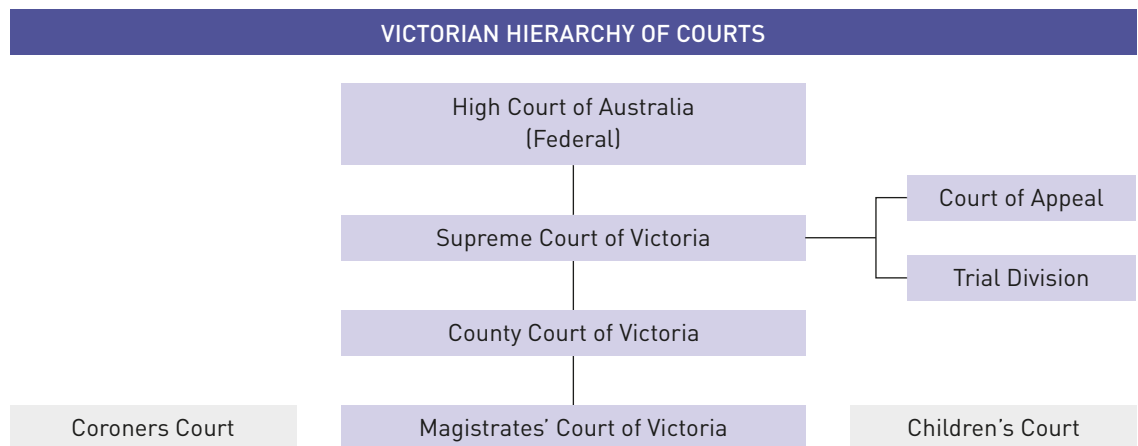 VICTORIAN HIERARCHY OF COURTS
High Court of Australia
(Federal)
Court of Appeal
Supreme Court of Victoria
Trial Division
County Court of Victoria
Coroners Court
Magistrates’ Court of Victoria
Children’s Court